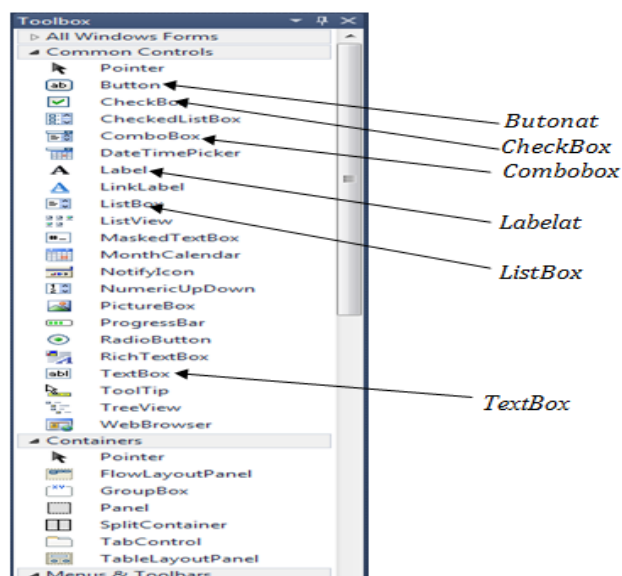 Toolbox
All Windows Forms
Common Controls
Pointer
Button
CheckBox
CheckedListBox
ComboBox
DateTimePicker
Label
LinkLabel
ListBox
ListView
MaskedTextBox
MonthCalendar
NotifyIcon
NumericUpDown
PictureBox
ProgressBar
RadioButton
RichTextBox
TextBox
ToolTip
TreeView
WebBrowser
Containers
Pointer
FlowLayoutPanel
GroupBox
Panel
SplitContainer
TabControl
TableLayoutPanel
Menus & Toolbars
Butonat
CheckBox
Combobox
Labelat
ListBox
TextBox